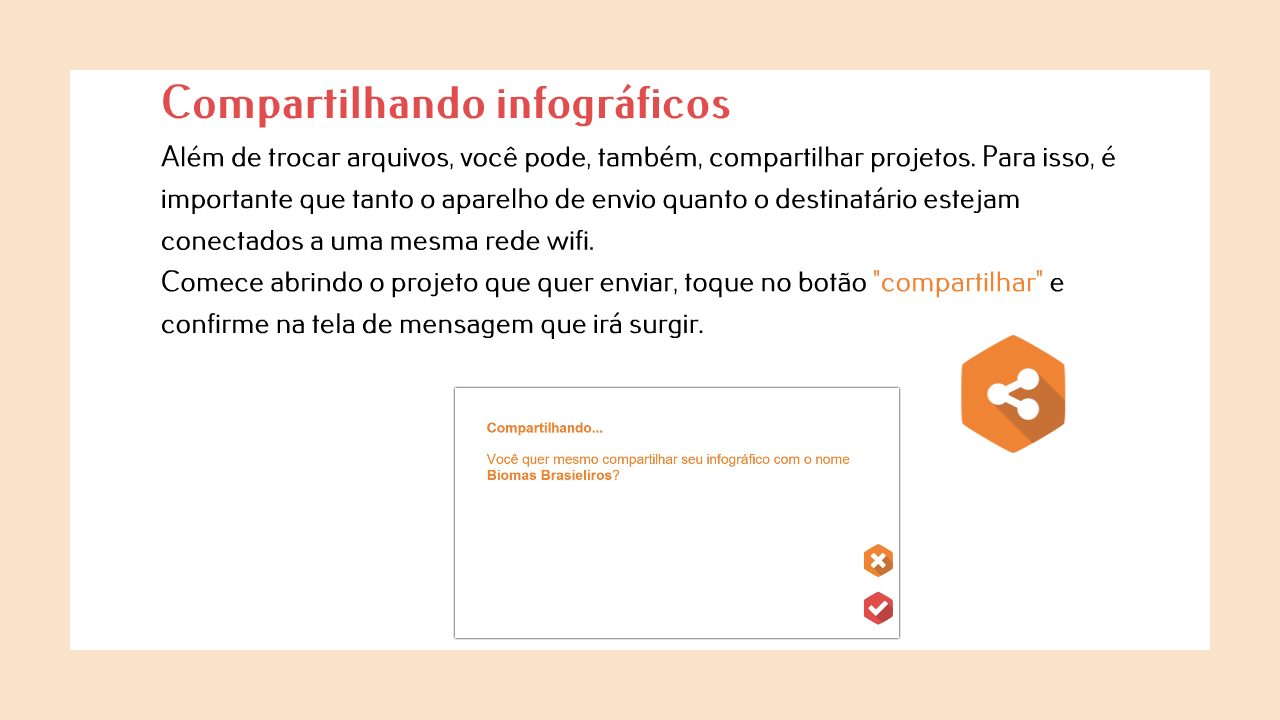 Compartilhando infográficos
Além de trocar arquivos, você pode, também, compartilhar projetos. Para isso, é
importante que tanto o aparelho de envio quanto o destinatário estejam
conectados a uma mesma rede wifi.
Comece abrindo o projeto que quer enviar, toque no botão "compartilhar" e
confirme na tela de mensagem que irá surgir.
Compartilhando...
Você quer mesmo compartilhar seu infográfico com o nome
Biomas Brasieliros?